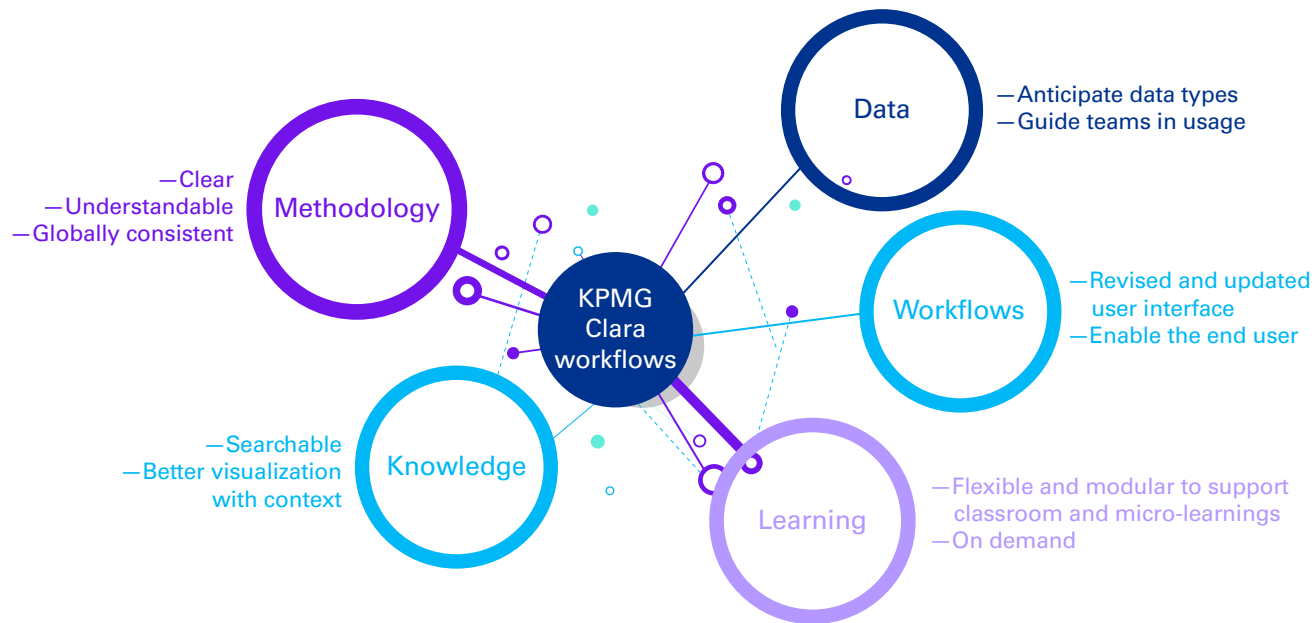 Data
—Anticipate data types
—Guide teams in usage
Methodology
—Clear
—Understandable
—Globally consistent
KPMG
Clara
workflows
Workflows
—Revised and updated
user interface
—Enable the end user
Knowledge
—Searchable
—Better visualization
with context
Learning
—Flexible and modular to support
classroom and micro-learnings
—On demand